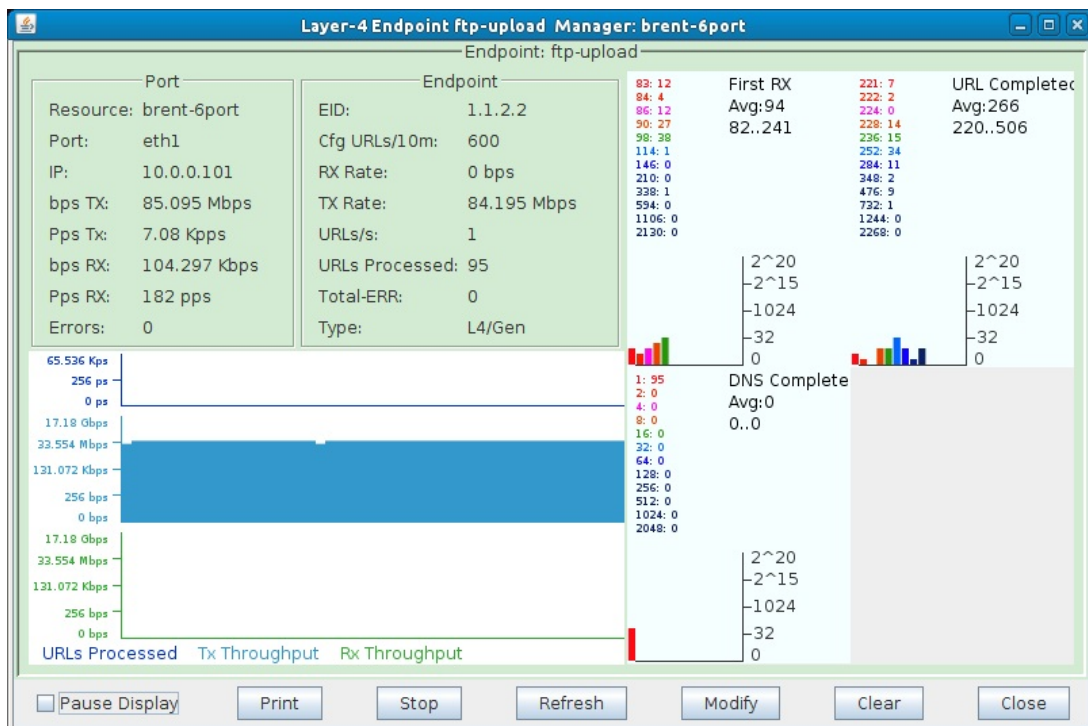 Layer-4 Endpoint ftp-upload Manager: brent-6port
Endpoint: ftp-upload
Port
Resource: brent-6port
Port: eth1
IP: 10.0.0.101
bps TX: 85.095 Mbps
Pps Tx: 7.08 Kpps
bps RX: 104.297 Kbps
Pps RX: 182 pps
Errors: 0
Endpoint
EID: 1.1.2.2
Cfg URLs/10m: 600
RX Rate: 0 bps
TX Rate: 84.195 Mbps
URLs/s: 1
URLs Processed: 95
Total-ERR: 0
Type: L4/Gen
83: 12
84: 4
86: 12
90: 27
98: 38
114: 1
146: 0
210: 0
338: 1
594: 0
1106: 0
2130: 0
First RX
Avg:94
82..241
2^20
2^15
1024
32
0
221: 7
222: 2
224: 0
228: 14
236: 15
252: 34
284: 11
348: 2
476: 9
732: 1
1244: 0
2268: 0
URL Completed
Avg:266
220..506
2^20
2^15
1024
32
0
65.536 Kps
256 ps
0 ps
17.18 Gbps
33.554 Mbps
131.072 Kbps
256 bps
0 bps
17.18 Gbps
33.554 Mbps
131.072 Kbps
256 bps
0 bps
URLs Processed Tx Throughput Rx Throughput
1: 95
2: 0
4: 0
8: 0
16: 0
32: 0
64: 0
128: 0
256: 0
512: 0
1024: 0
2048: 0
DNS Complete
Avg:0
0..0
2^20
2^15
1024
32
0
Pause Display Print Stop Refresh Modify Clear Close